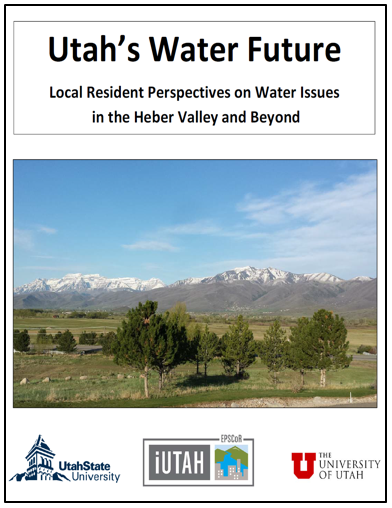 Utah's Water Future
Local Resident Perspectives on Water Issues
in the Heber Valley and Beyond
UtahState
University
EPSCoR
iUTAH
U
THE
UNIVERSITY
OF UTAH